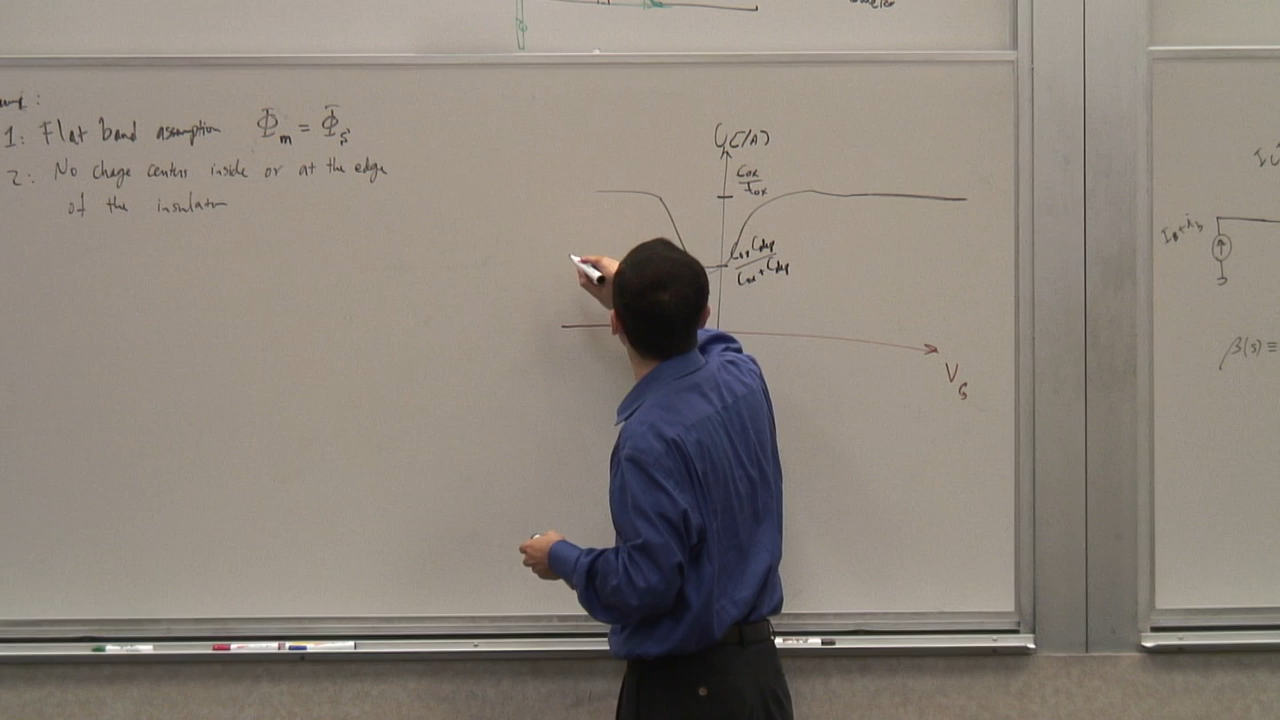 1: Flat band assumption Φm = Φs
2: No charge centers inside or at the edge
of the insulator
C (C/A)
Cox
tox
Cox Cdep
Cox + Cdep
VG
β(s) ≡